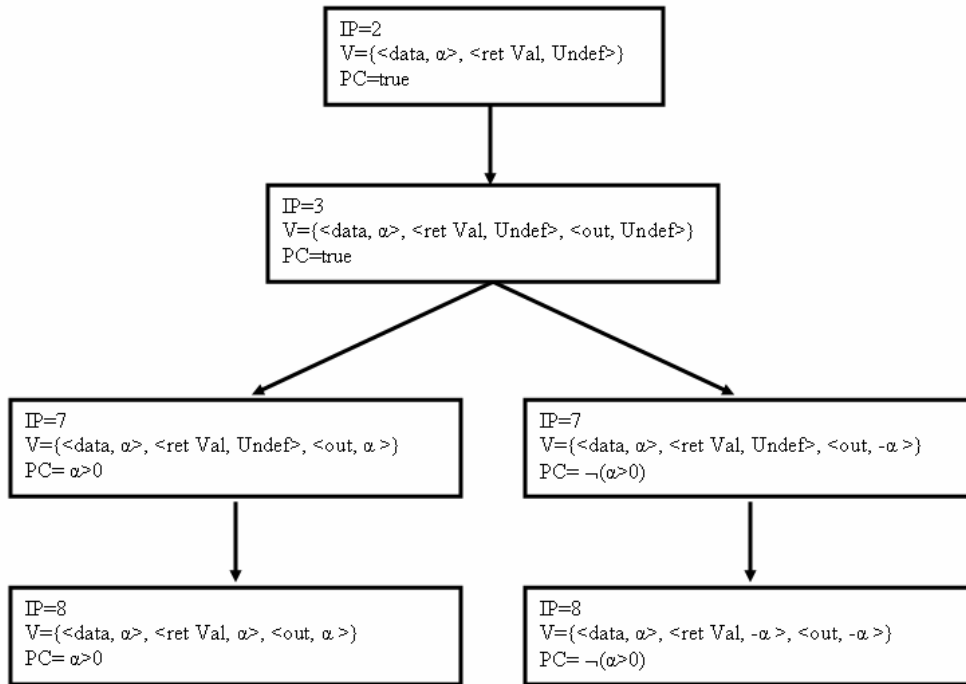 IP=2
V={<data, α>, <ret Val, Undef>}
PC=true
IP=3
V={<data, α>, <ret Val, Undef>, <out, Undef>}
PC=true
IP=7
V={<data, α>, <ret Val, Undef>, <out, α >}
PC= α>0
IP=7
V={<data, α>, <ret Val, Undef>, <out, -α >}
PC= ¬(α>0)
IP=8
V={<data, α>, <ret Val, α>, <out, α >}
PC= α>0
IP=8
V={<data, α>, <ret Val, -α >, <out, -α >}
PC= ¬(α>0)